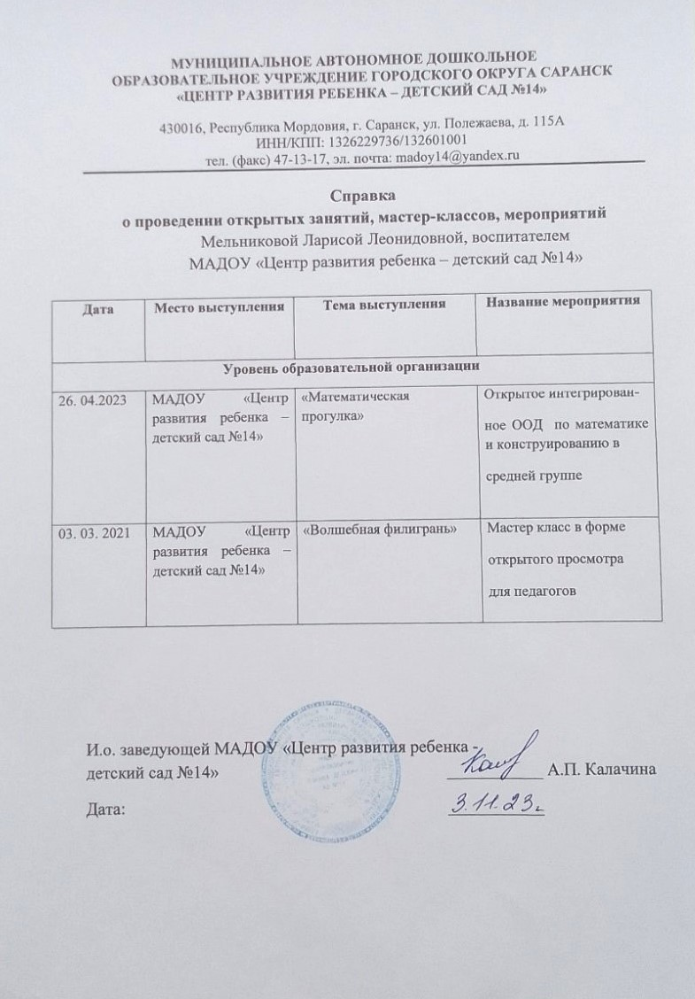 МУНИЦИПАЛЬНОЕ АВТОНОМНОЕ ДОШКОЛЬНОЕ
ОБРАЗОВАТЕЛЬНОЕ УЧРЕЖДЕНИЕ ГОРОДСКОГО ОКРУГА САРАНСК
«ЦЕНТР РАЗВИТИЯ РЕБЕНКА – ДЕТСКИЙ САД №14»
430016, Республика Мордовия, г. Саранск, ул. Полежаева, д. 115А
ИНН/КПП: 1326229736/132601001
тел. (факс) 47-13-17, эл. почта: madoy14@yandex.ru
Справка
о проведении открытых занятий, мастер-классов, мероприятий
Мельниковой Ларисой Леонидовной, воспитателем
МАДОУ «Центр развития ребенка – детский сад №14»
Дата
Место выступления
Тема выступления
Название мероприятия
Уровень образовательной организации
26. 04.2023
МАДОУ «Центр
развития ребенка –
детский сад №14»
«Математическая
прогулка»
Открытое интегрирован-
ное ООД по математике
и конструированию в
средней группе
03. 03. 2021
МАДОУ «Центр
развития ребенка –
детский сад №14»
«Волшебная филигрань»
Мастер класс в форме
открытого просмотра
для педагогов
И.о. заведующей МАДОУ «Центр развития ребенка -
детский сад №14» А.П. Калачина
Дата: 3.11.23г.